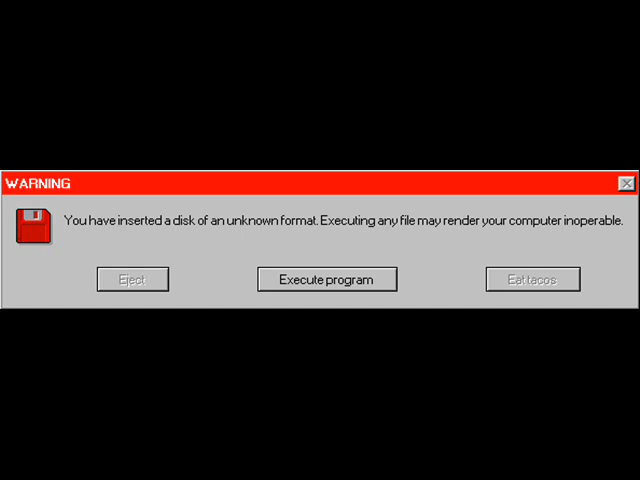 WARNING
You have inserted a disk of an unknown format. Executing any file may render your computer inoperable.
Eject
Execute program
Eat tacos